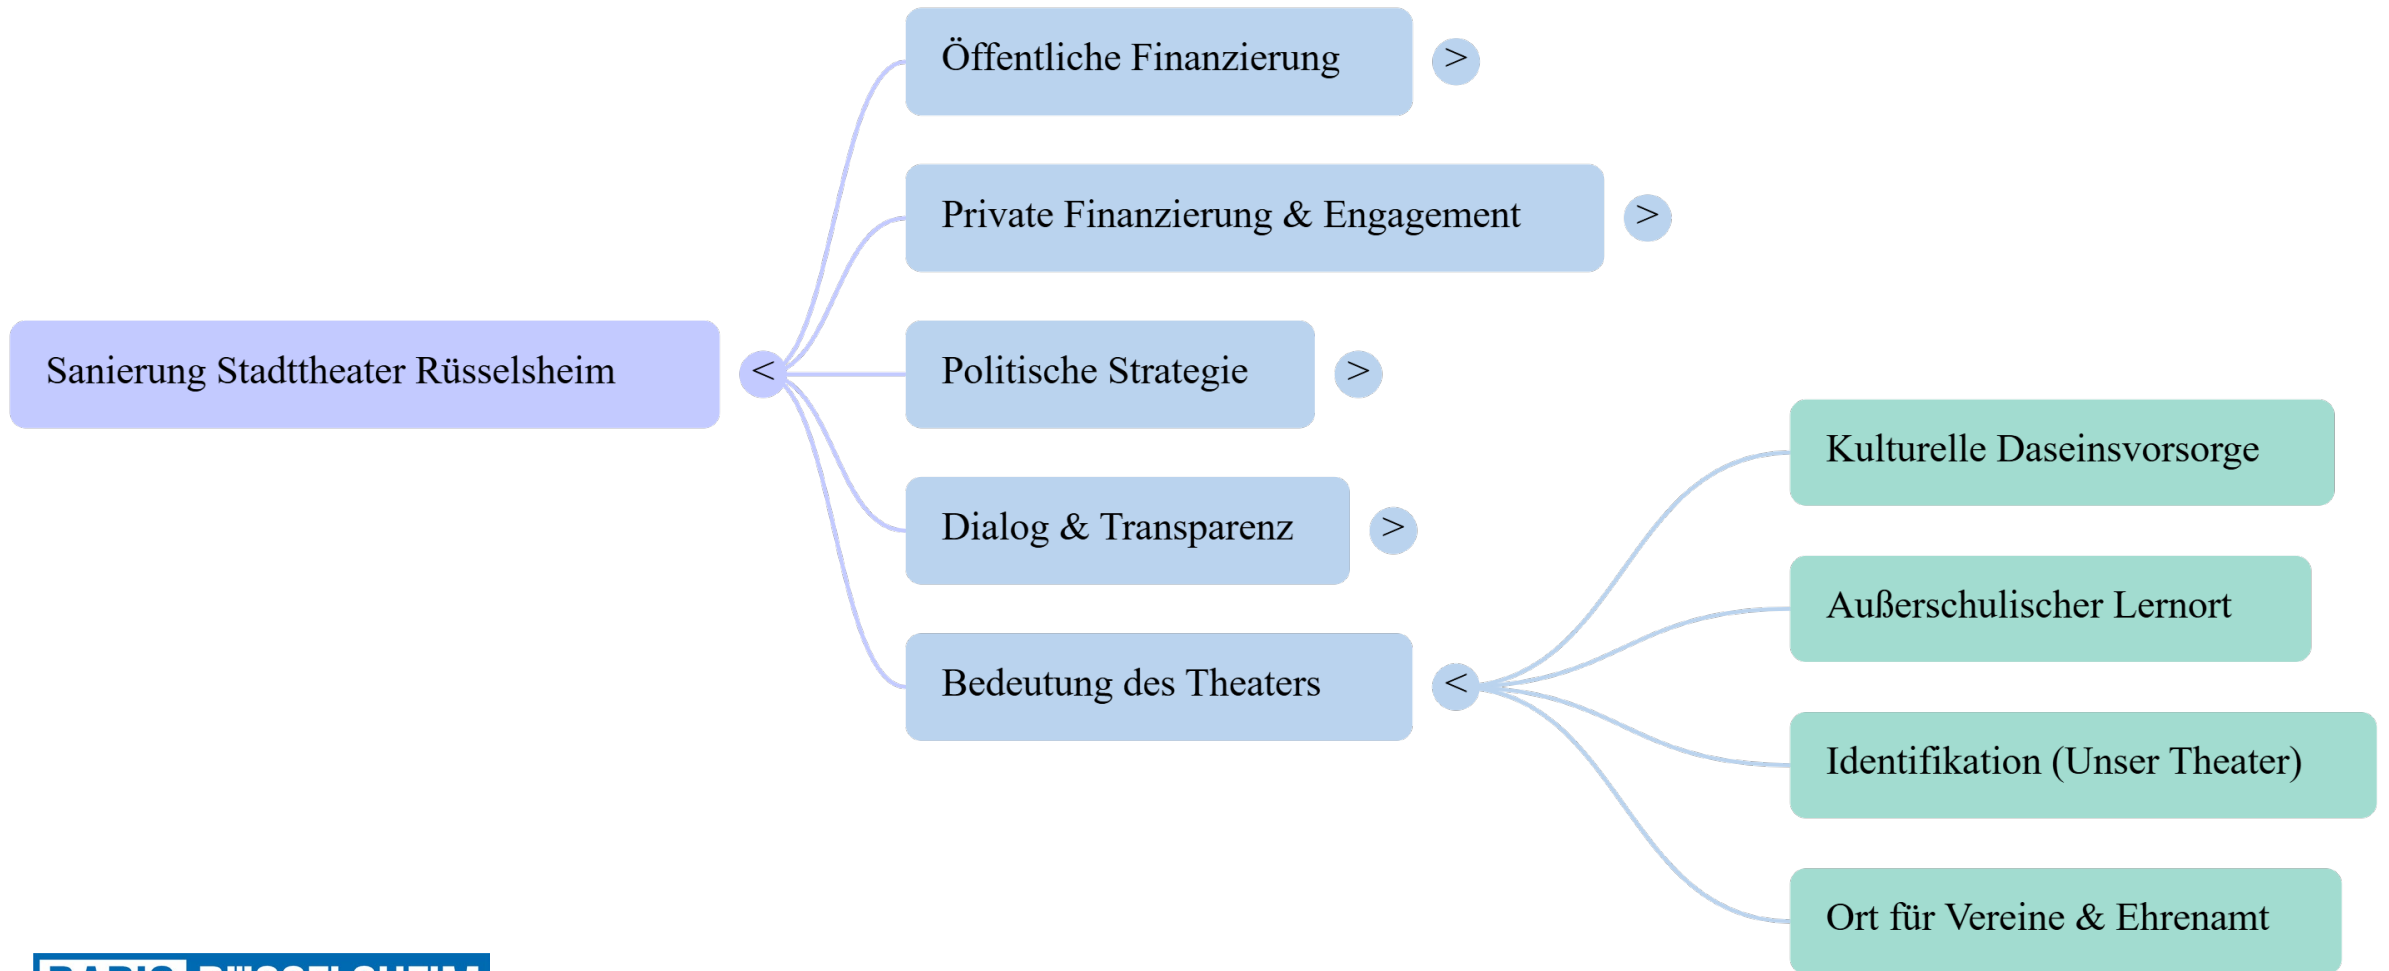 Öffentliche Finanzierung >
Private Finanzierung & Engagement >
Sanierung Stadttheater Rüsselsheim <
Politische Strategie >
Dialog & Transparenz >
Bedeutung des Theaters <
Kulturelle Daseinsvorsorge
Außerschulischer Lernort
Identifikation (Unser Theater)
Ort für Vereine & Ehrenamt
RÜSSELSHEIM